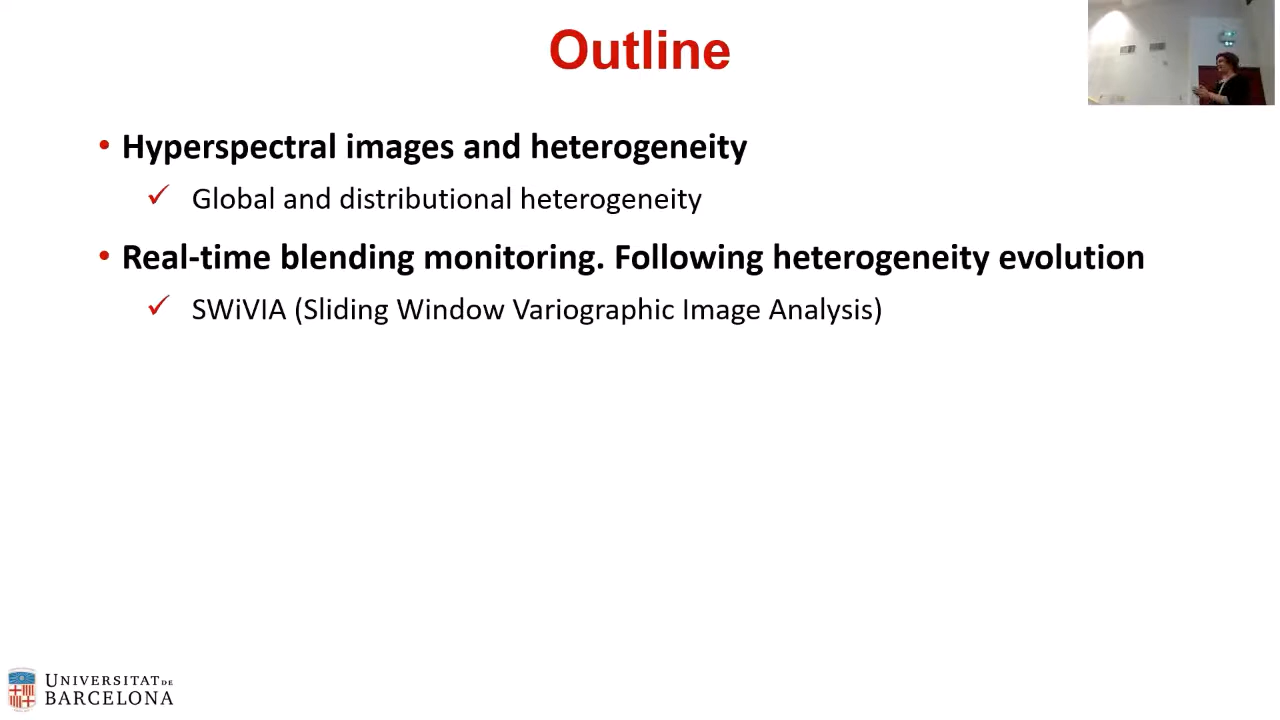 Outline
• Hyperspectral images and heterogeneity
✓ Global and distributional heterogeneity
• Real-time blending monitoring. Following heterogeneity evolution
✓ SWiVIA (Sliding Window Variographic Image Analysis)
UNIVERSITAT DE
BARCELONA